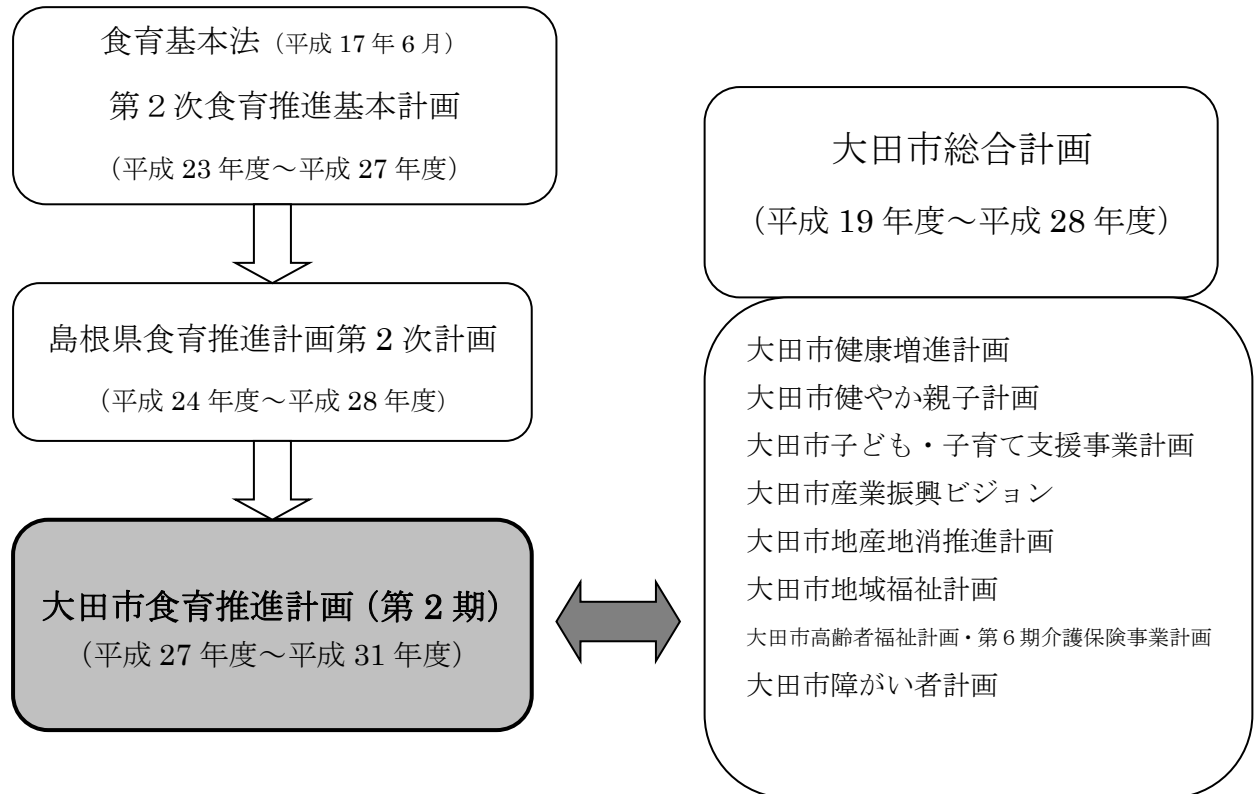 食育基本法（平成 17 年 6 月）
第２次食育推進基本計画
（平成 23 年度～平成 27 年度）
島根県食育推進計画第 2 次計画
（平成 24 年度～平成 28 年度）
大田市食育推進計画（第 2 期）
（平成 27 年度～平成 31 年度）
大田市総合計画
（平成 19 年度～平成 28 年度）
大田市健康増進計画
大田市健やか親子計画
大田市子ども・子育て支援事業計画
大田市産業振興ビジョン
大田市地産地消推進計画
大田市地域福祉計画
大田市高齢者福祉計画・第６期介護保険事業計画
大田市障がい者計画